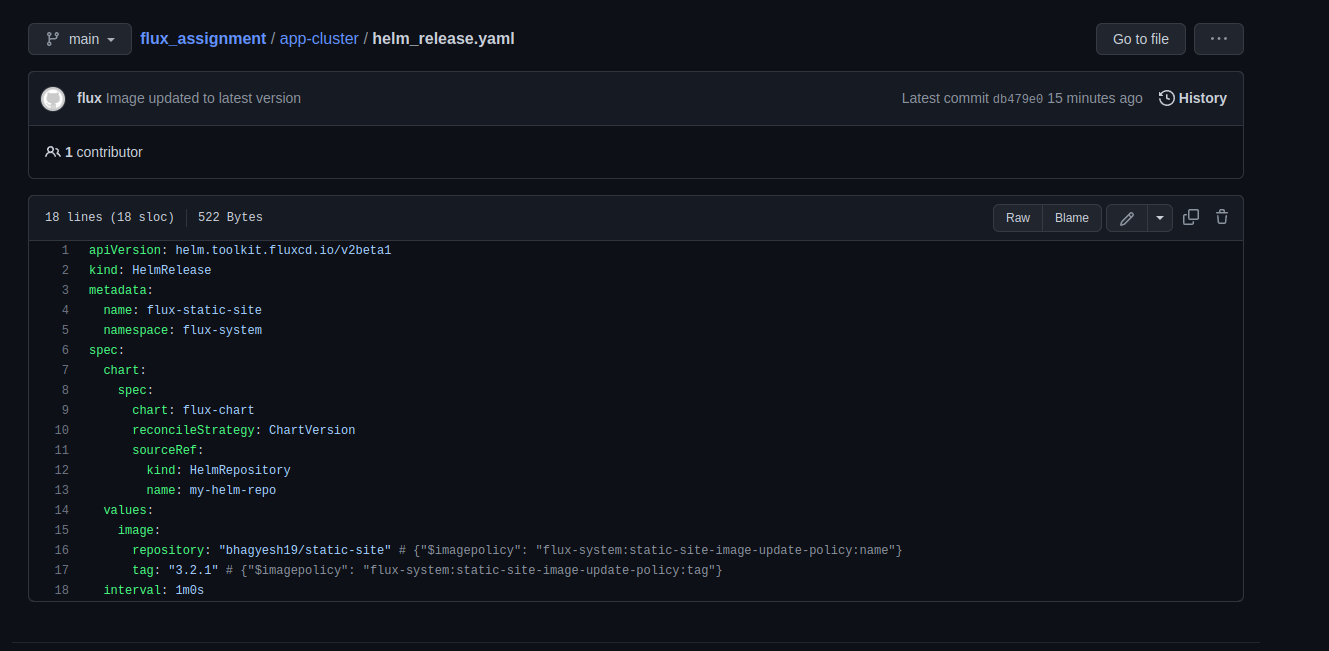 main flux_assignment / app-cluster / helm_release.yaml Go to file ...
flux Image updated to latest version Latest commit db479e0 15 minutes ago History
1 contributor
18 lines (18 sloc) 522 Bytes Raw Blame
1 apiVersion: helm.toolkit.fluxcd.io/v2beta1
2 kind: HelmRelease
3 metadata:
4   name: flux-static-site
5   namespace: flux-system
6 spec:
7   chart:
8     spec:
9       chart: flux-chart
10       reconcileStrategy: ChartVersion
11       sourceRef:
12         kind: HelmRepository
13         name: my-helm-repo
14   values:
15     image:
16       repository: "bhagyesh19/static-site" # {"$imagepolicy": "flux-system:static-site-image-update-policy:name"}
17       tag: "3.2.1" # {"$imagepolicy": "flux-system:static-site-image-update-policy:tag"}
18   interval: 1m0s